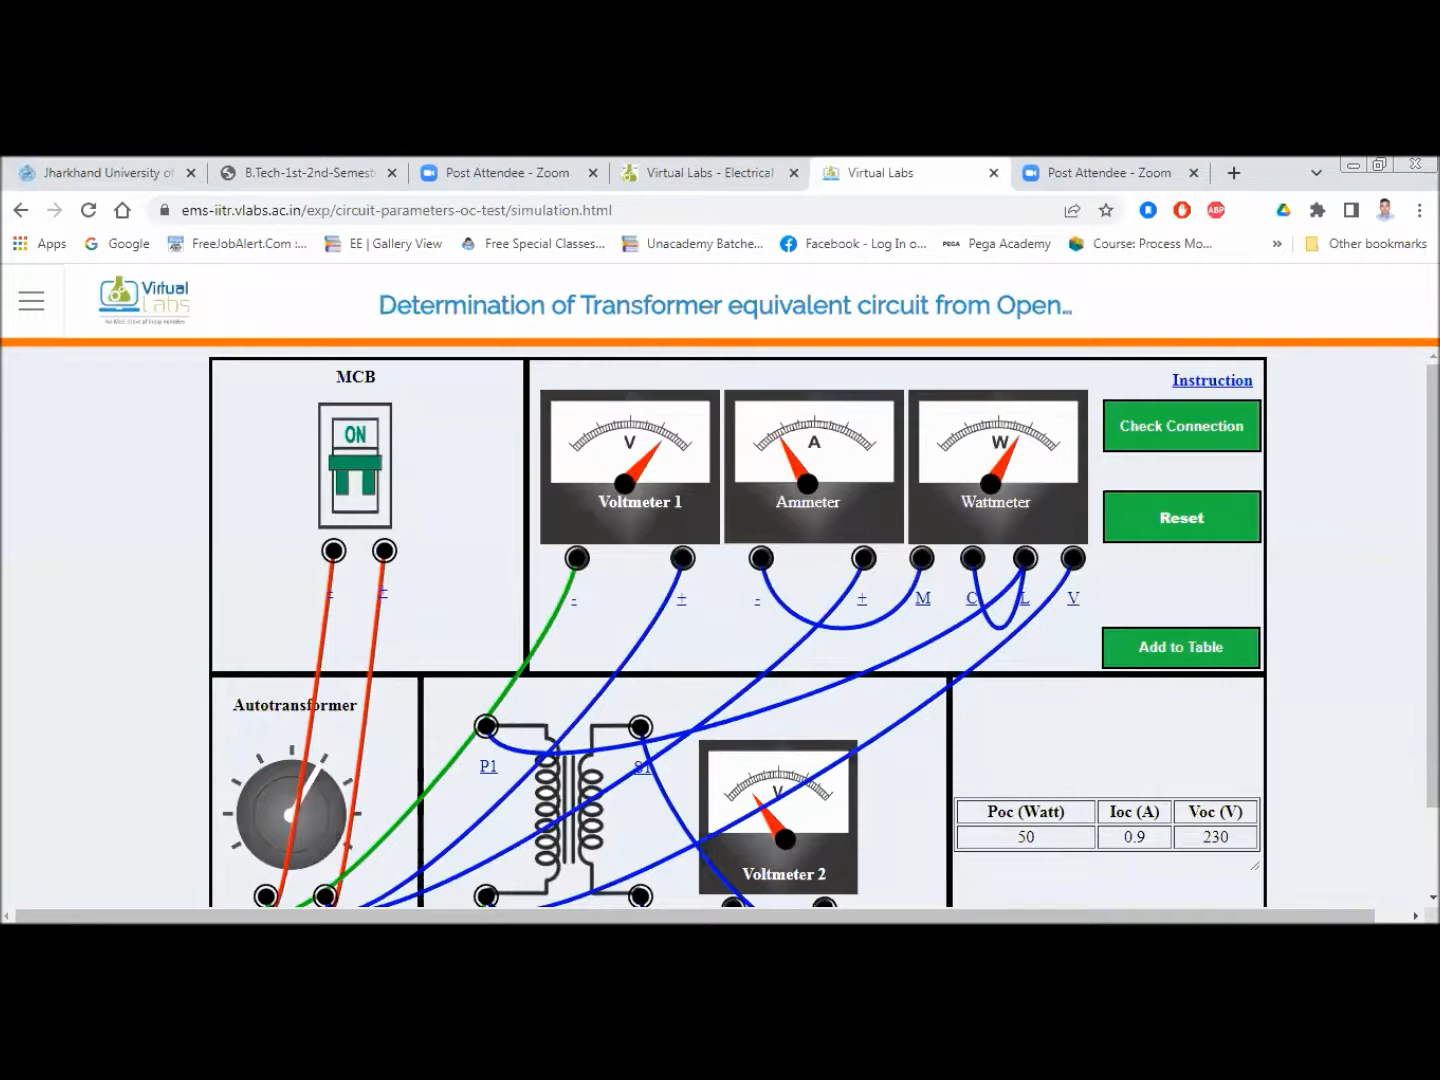 Jharkhand University of
B.Tech-1st-2nd-Semest
Post Attendee - Zoom
Virtual Labs - Electrical
Virtual Labs
Post Attendee - Zoom
ems-iitr.vlabs.ac.in/exp/circuit-parameters-oc-test/simulation.html
ABP
Apps
Google
FreeJobAlert.Com :...
EE | Gallery View
Free Special Classes...
Unacademy Batche...
Facebook - Log In o...
PEGA Pega Academy
Course: Process Mo...
»
Other bookmarks
Virtual
Labs
Determination of Transformer equivalent circuit from Open...
MCB
ON
- +
V
Voltmeter 1
A
Ammeter
W
Wattmeter
Instruction
Check Connection
Reset
- + - + M C L V
Add to Table
Autotransformer
P1
S1
V
Voltmeter 2
Poc (Watt) Ioc (A) Voc (V)
50 0.9 230